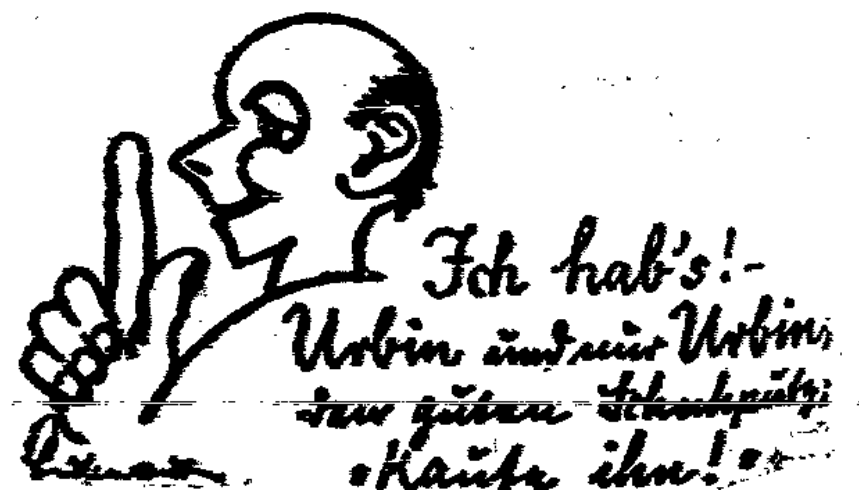 Ich hab's!-
Urbin und nur Urbin,
den guten Schuhputz:
"Kaufe ihn!"